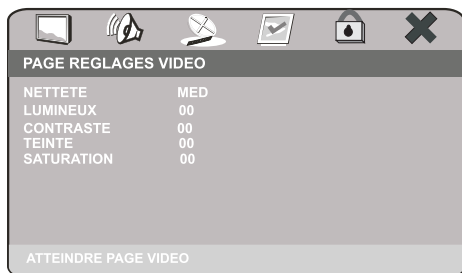 PAGE REGLAGES VIDEO
NETTETE MED
LUMINEUX 00
CONTRASTE 00
TEINTE 00
SATURATION 00
ATTEINDRE PAGE VIDEO